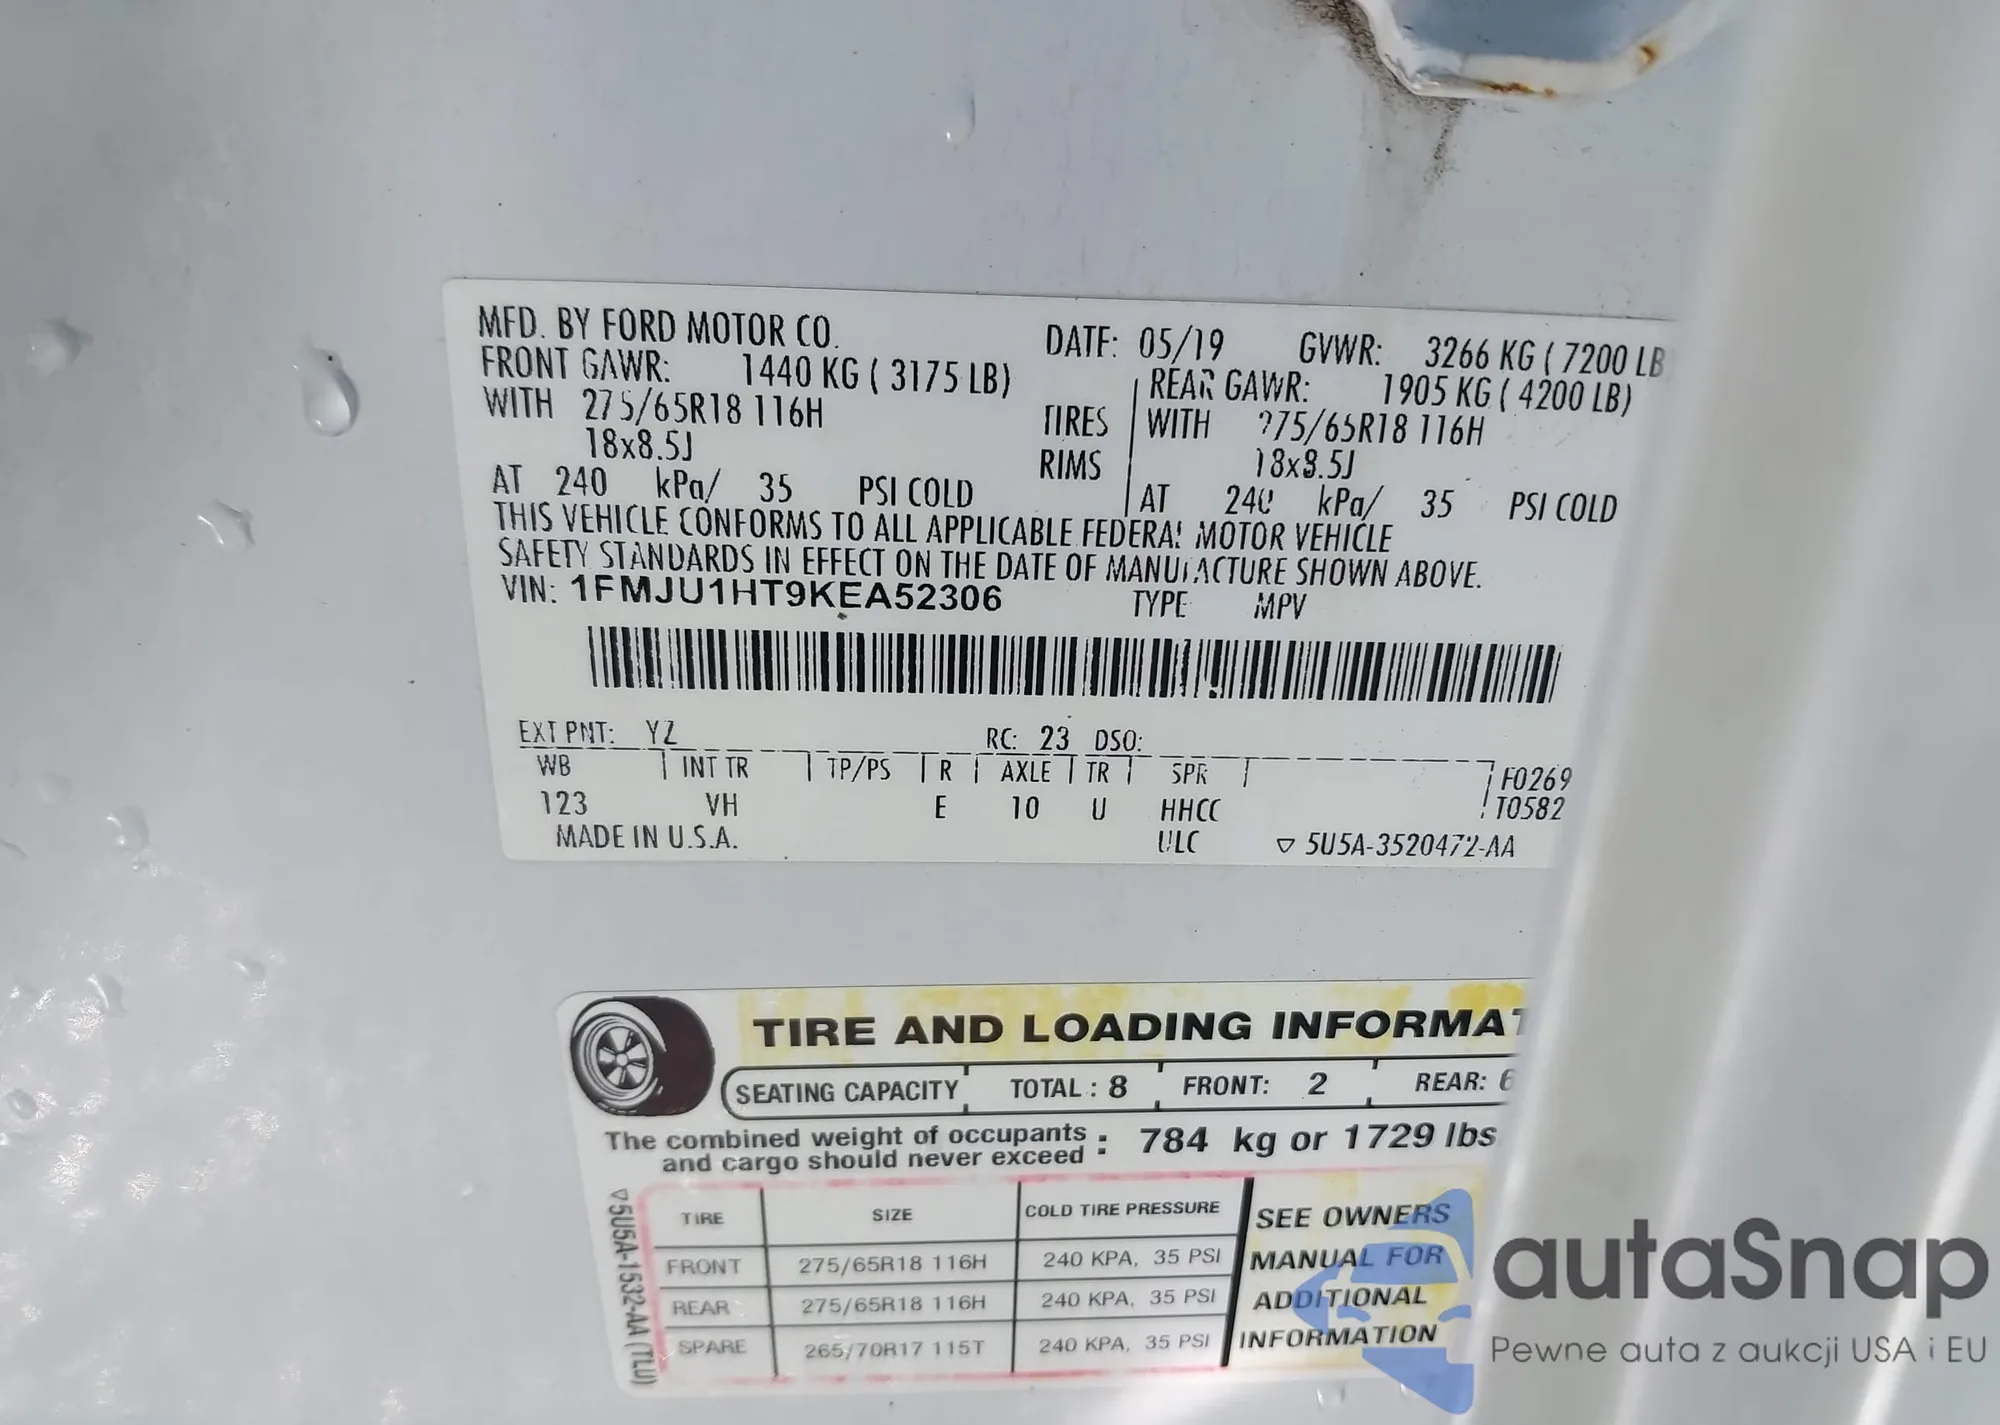 MFD. BY FORD MOTOR CO. DATE: 05/19 GVWR: 3266 KG ( 7200 LB
FRONT GAWR: 1440 KG ( 3175 LB) REAR GAWR: 1905 KG ( 4200 LB)
WITH 275/65R18 116H TIRES WITH 275/65R18 116H
18x8.5J RIMS 18x8.5J
AT 240 kPa/ 35 PSI COLD AT 240 kPa/ 35 PSI COLD
THIS VEHICLE CONFORMS TO ALL APPLICABLE FEDERAL MOTOR VEHICLE
SAFETY STANDARDS IN EFFECT ON THE DATE OF MANUFACTURE SHOWN ABOVE.
VIN: 1FMJU1HT9KEA52306 TYPE MPV
EXT PNT: YZ RC: 23 DSO:
WB INT TR TP/PS R AXLE TR SPR F0269
123 VH E 10 U HHCC T0582
MADE IN U.S.A. ULC ▽ 5U5A-3520472-AA
TIRE AND LOADING INFORMAT
SEATING CAPACITY TOTAL : 8 FRONT: 2 REAR: 6
The combined weight of occupants and cargo should never exceed : 784 kg or 1729 lbs
TIRE SIZE COLD TIRE PRESSURE
FRONT 275/65R18 116H 240 KPA, 35 PSI
REAR 275/65R18 116H 240 KPA, 35 PSI
SPARE 265/70R17 115T 240 KPA, 35 PSI
SEE OWNERS
MANUAL FOR
ADDITIONAL
INFORMATION
▽5U5A-1532-AA (TLU)
autaSnap
Pewne auta z aukcji USA i EU